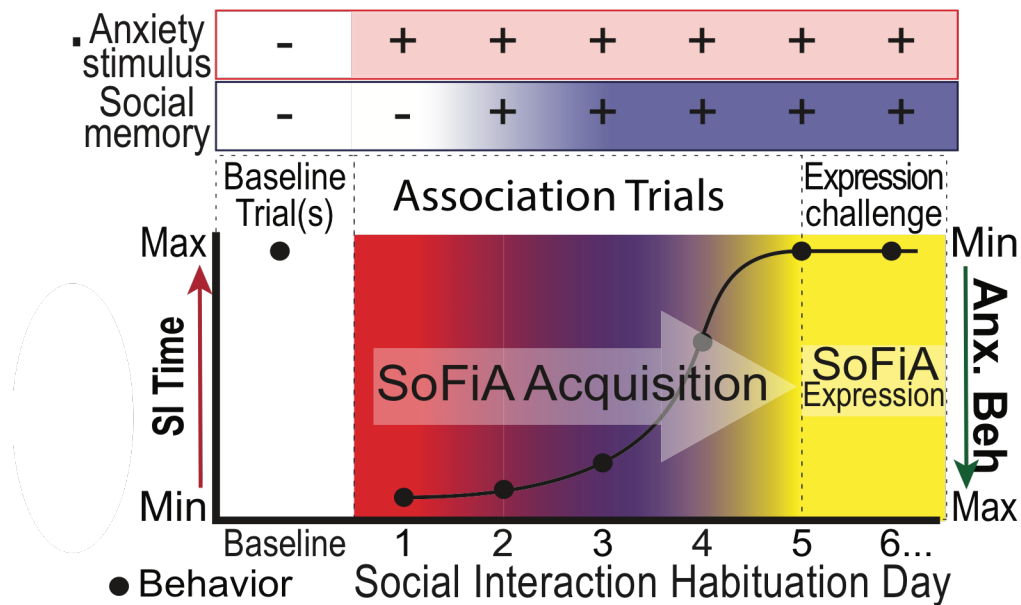 Anxiety
stimulus
- + + + + + +
Social
memory
- - + + + + +
Baseline
Trial(s)
Association Trials
Expression
challenge
Max
Min
SI Time
SoFiA Acquisition
SoFiA
Expression
Min
Max
Anx. Beh
Baseline 1 2 3 4 5 6...
Behavior
Social Interaction Habituation Day